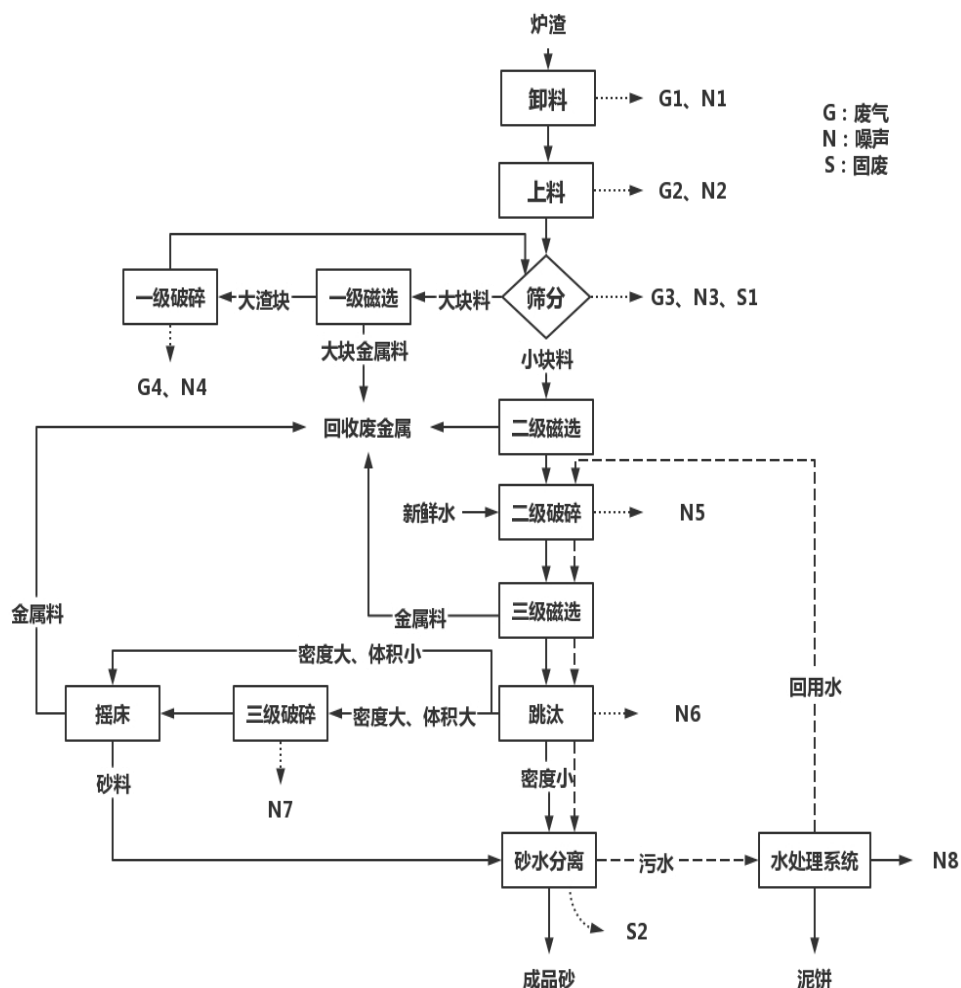 炉渣
卸料
G1、N1
G：废气
N：噪声
S：固废
上料
G2、N2
一级破碎
大渣块
一级磁选
大块料
筛分
G3、N3、S1
大块金属料
小块料
G4、N4
回收废金属
二级磁选
新鲜水
二级破碎
N5
金属料
金属料
三级磁选
密度大、体积小
回用水
摇床
三级破碎
密度大、体积大
跳汰
N6
砂料
密度小
N7
砂水分离
污水
水处理系统
N8
S2
成品砂
泥饼